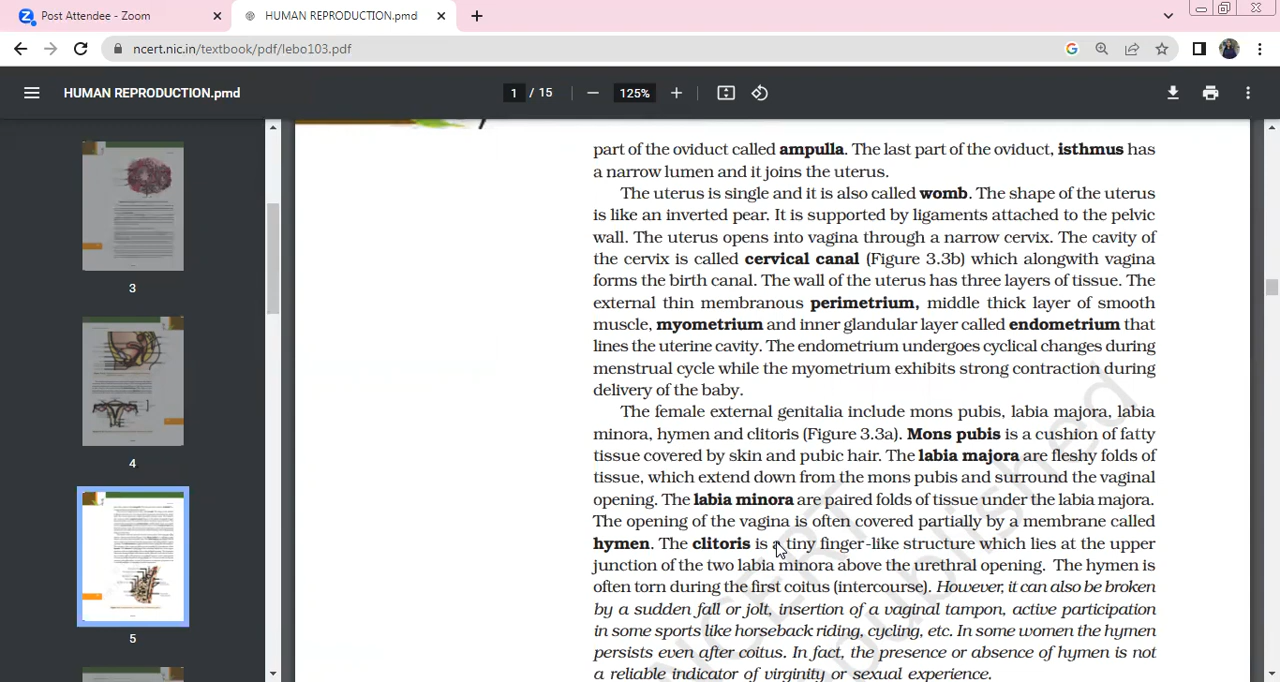 Post Attendee - Zoom
HUMAN REPRODUCTION.pmd
ncert.nic.in/textbook/pdf/lebo103.pdf
HUMAN REPRODUCTION.pmd
1 / 15
125%
3
4
5
part of the oviduct called ampulla. The last part of the oviduct, isthmus has
a narrow lumen and it joins the uterus.
The uterus is single and it is also called womb. The shape of the uterus
is like an inverted pear. It is supported by ligaments attached to the pelvic
wall. The uterus opens into vagina through a narrow cervix. The cavity of
the cervix is called cervical canal (Figure 3.3b) which alongwith vagina
forms the birth canal. The wall of the uterus has three layers of tissue. The
external thin membranous perimetrium, middle thick layer of smooth
muscle, myometrium and inner glandular layer called endometrium that
lines the uterine cavity. The endometrium undergoes cyclical changes during
menstrual cycle while the myometrium exhibits strong contraction during
delivery of the baby.
The female external genitalia include mons pubis, labia majora, labia
minora, hymen and clitoris (Figure 3.3a). Mons pubis is a cushion of fatty
tissue covered by skin and pubic hair. The labia majora are fleshy folds of
tissue, which extend down from the mons pubis and surround the vaginal
opening. The labia minora are paired folds of tissue under the labia majora.
The opening of the vagina is often covered partially by a membrane called
hymen. The clitoris is a tiny finger-like structure which lies at the upper
junction of the two labia minora above the urethral opening. The hymen is
often torn during the first coitus (intercourse). However, it can also be broken
by a sudden fall or jolt, insertion of a vaginal tampon, active participation
in some sports like horseback riding, cycling, etc. In some women the hymen
persists even after coitus. In fact, the presence or absence of hymen is not
a reliable indicator of virginity or sexual experience.
NCERT
published